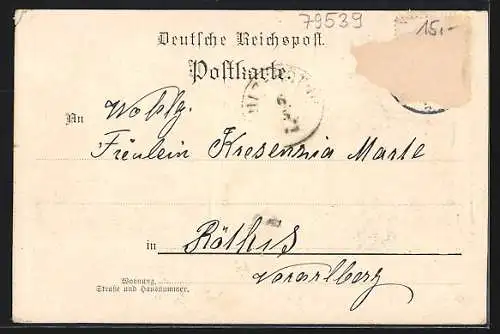 79539
15,-
Deutsche Reichspost.
Postkarte.
An Wohlg.
Fräulein Kresenzia Marte
in Röthis
Vorarlberg
Wohnung
Straße und Hausnummer.